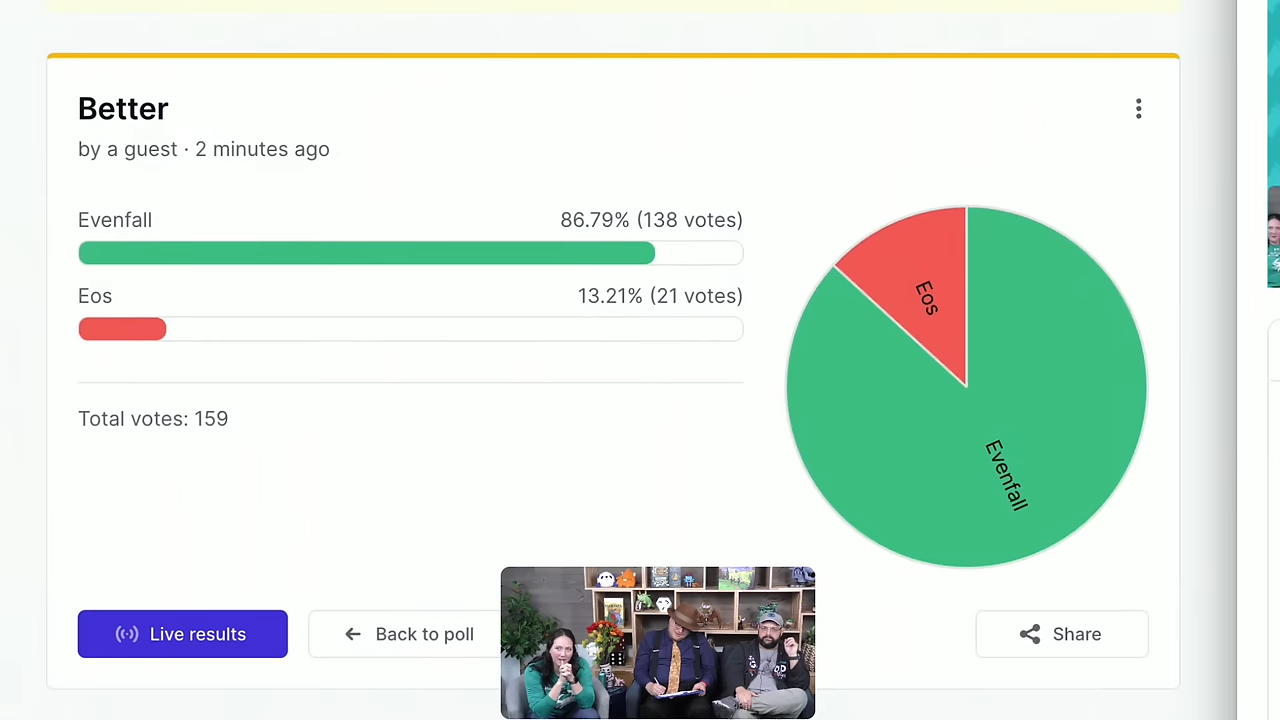 Better
by a guest · 2 minutes ago
Evenfall 86.79% (138 votes)
Eos 13.21% (21 votes)
Total votes: 159
Eos
Evenfall
Live results
Back to poll
Share